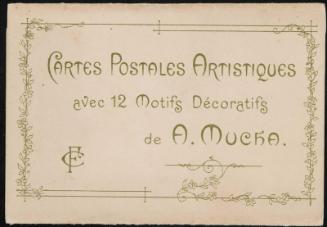 Cartes Postales Artistiques
avec 12 Motifs Décoratifs
de A. Mucha.